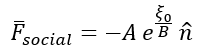 F̅_social = −A e^(ξ₀/B) n̂